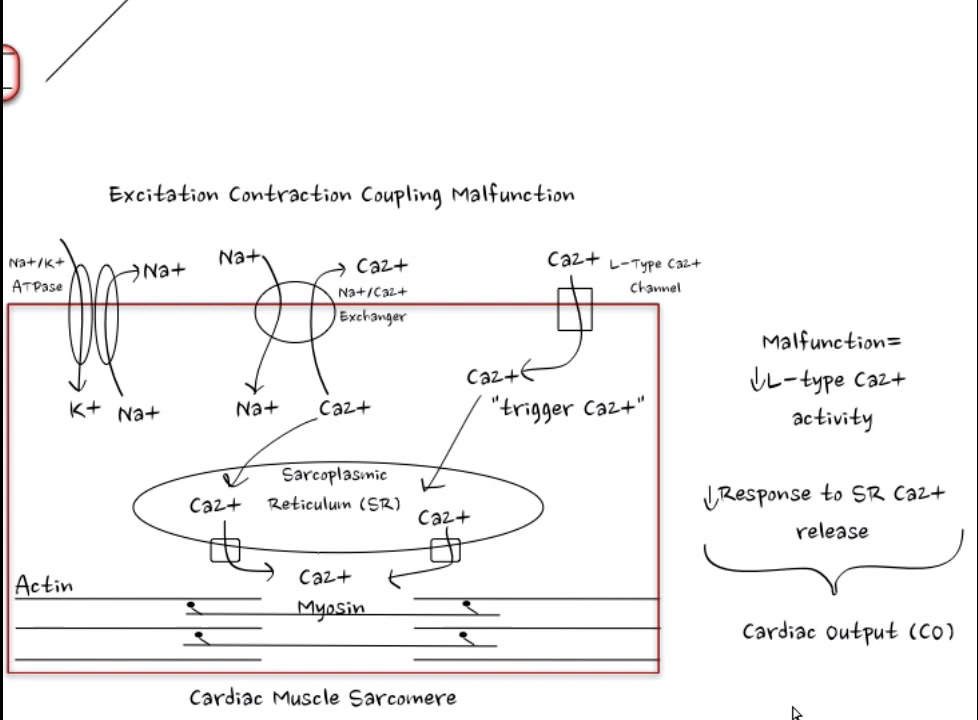 Excitation Contraction Coupling Malfunction
Na+/K+
ATPase
Na+
K+
Na+
Na+
Ca2+
Na+/Ca2+
Exchanger
Na+
Ca2+
Ca2+
L-Type Ca2+
Channel
Ca2+
"trigger Ca2+"
Sarcoplasmic
Reticulum (SR)
Ca2+
Ca2+
Ca2+
Actin
Myosin
Cardiac Muscle Sarcomere
Malfunction=
↓L-type Ca2+
activity
↓Response to SR Ca2+
release
Cardiac Output (CO)